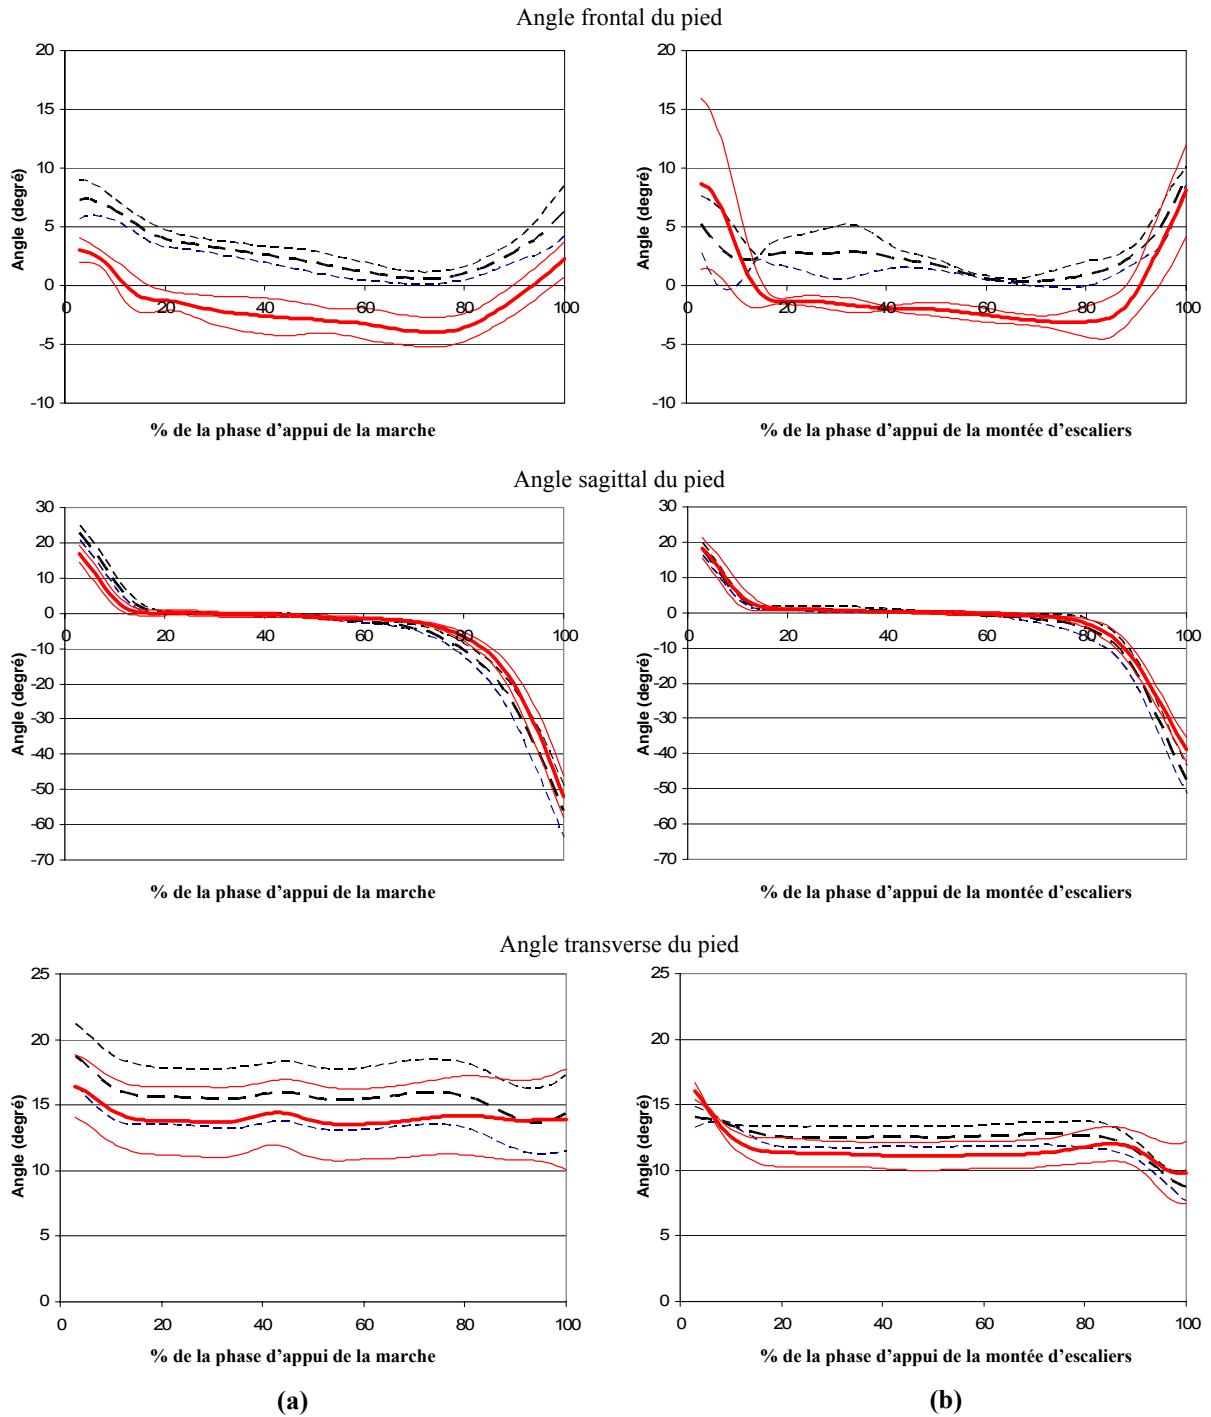 Angle frontal du pied
20
15
10
5
0
-5
-10
0 20 40 60 80 100
Angle (degré)
% de la phase d’appui de la marche
20
15
10
5
0
-5
-10
0 20 40 60 80 100
Angle (degré)
% de la phase d’appui de la montée d’escaliers
Angle sagittal du pied
30
20
10
0
-10
-20
-30
-40
-50
-60
-70
0 20 40 60 80 100
Angle (degré)
% de la phase d’appui de la marche
30
20
10
0
-10
-20
-30
-40
-50
-60
-70
0 20 40 60 80 100
Angle (degré)
% de la phase d’appui de la montée d’escaliers
Angle transverse du pied
25
20
15
10
5
0
0 20 40 60 80 100
Angle (degré)
% de la phase d’appui de la marche
25
20
15
10
5
0
0 20 40 60 80 100
Angle (degré)
% de la phase d’appui de la montée d’escaliers
(a)
(b)